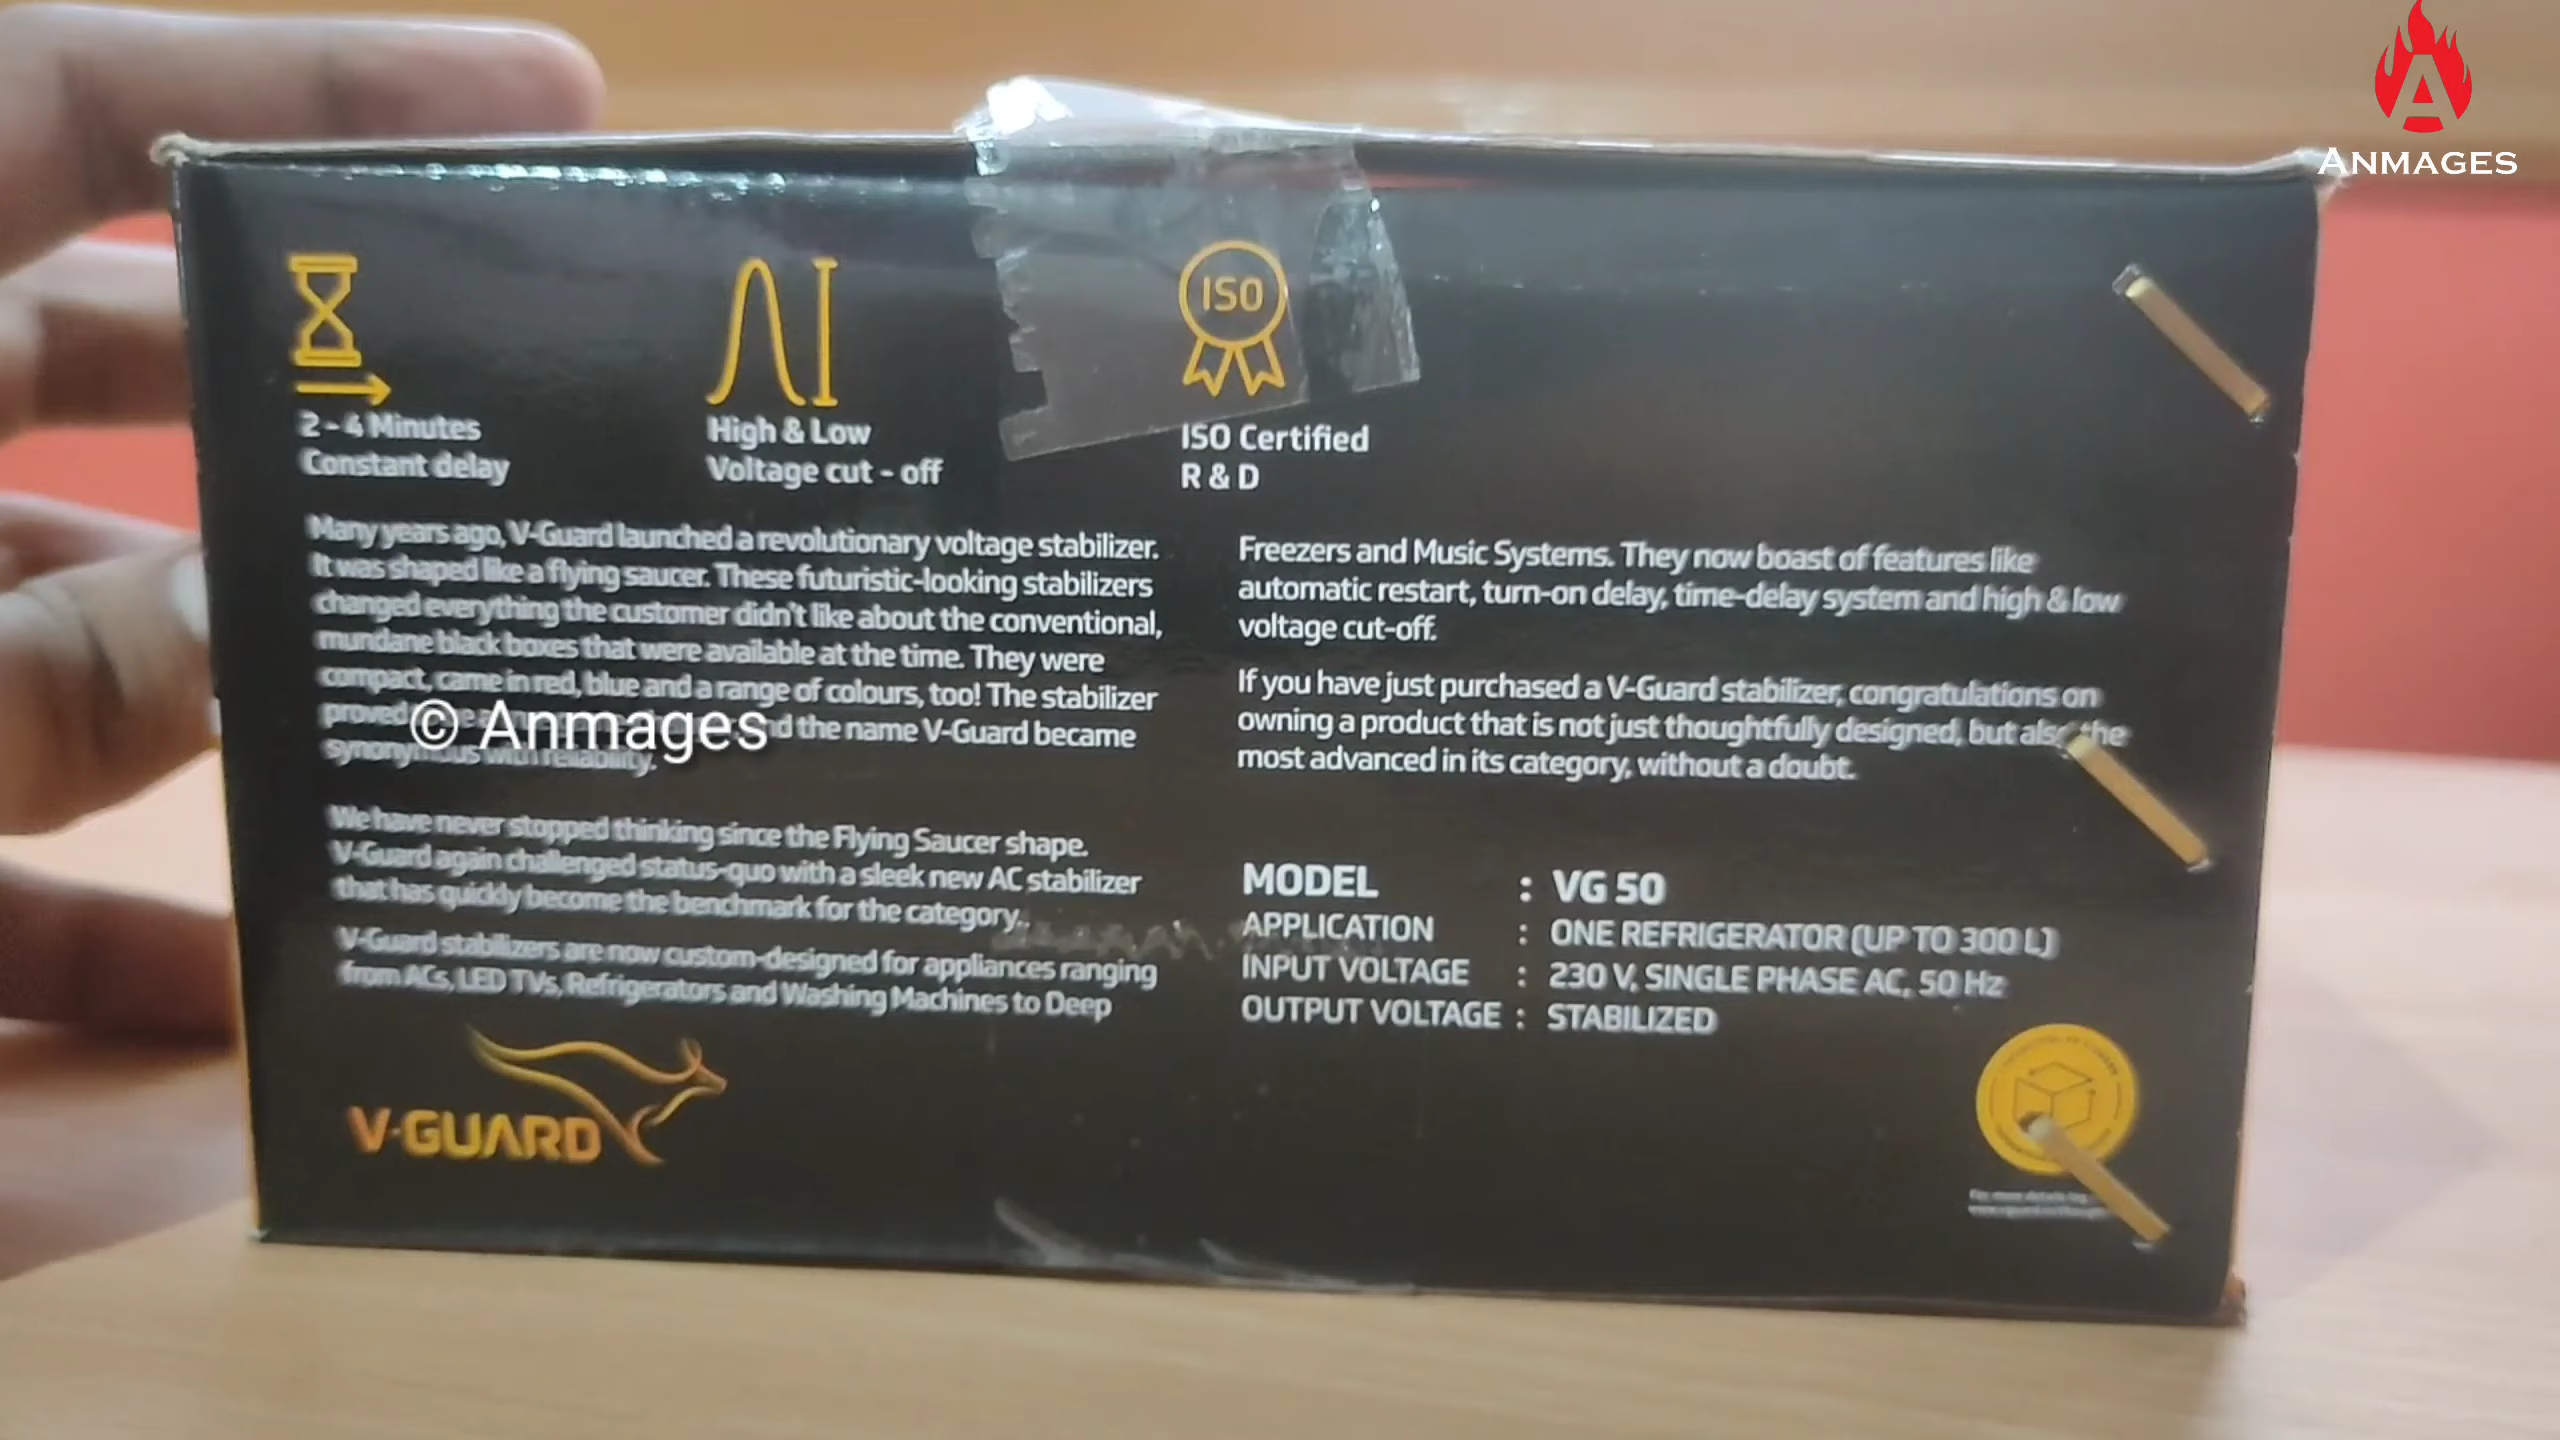 ANMAGES
ISO
2 - 4 Minutes
Constant delay
High & Low
Voltage cut - off
ISO Certified
R & D
Many years ago, V-Guard launched a revolutionary voltage stabilizer.
It was shaped like a flying saucer. These futuristic-looking stabilizers
changed everything the customer didn't like about the conventional,
mundane black boxes that were available at the time. They were
compact, came in red, blue and a range of colours, too! The stabilizer
proved the name V-Guard became
synonymous with reliability.
© Anmages
We have never stopped thinking since the Flying Saucer shape.
V-Guard again challenged status-quo with a sleek new AC stabilizer
that has quickly become the benchmark for the category..
V-Guard stabilizers are now custom-designed for appliances ranging
from ACs, LED TVs, Refrigerators and Washing Machines to Deep
V-GUARD
Freezers and Music Systems. They now boast of features like
automatic restart, turn-on delay, time-delay system and high & low
voltage cut-off.
If you have just purchased a V-Guard stabilizer, congratulations on
owning a product that is not just thoughtfully designed, but also the
most advanced in its category, without a doubt.
MODEL : VG 50
APPLICATION : ONE REFRIGERATOR (UP TO 300 L)
INPUT VOLTAGE : 230 V, SINGLE PHASE AC, 50 Hz
OUTPUT VOLTAGE : STABILIZED
For more details log